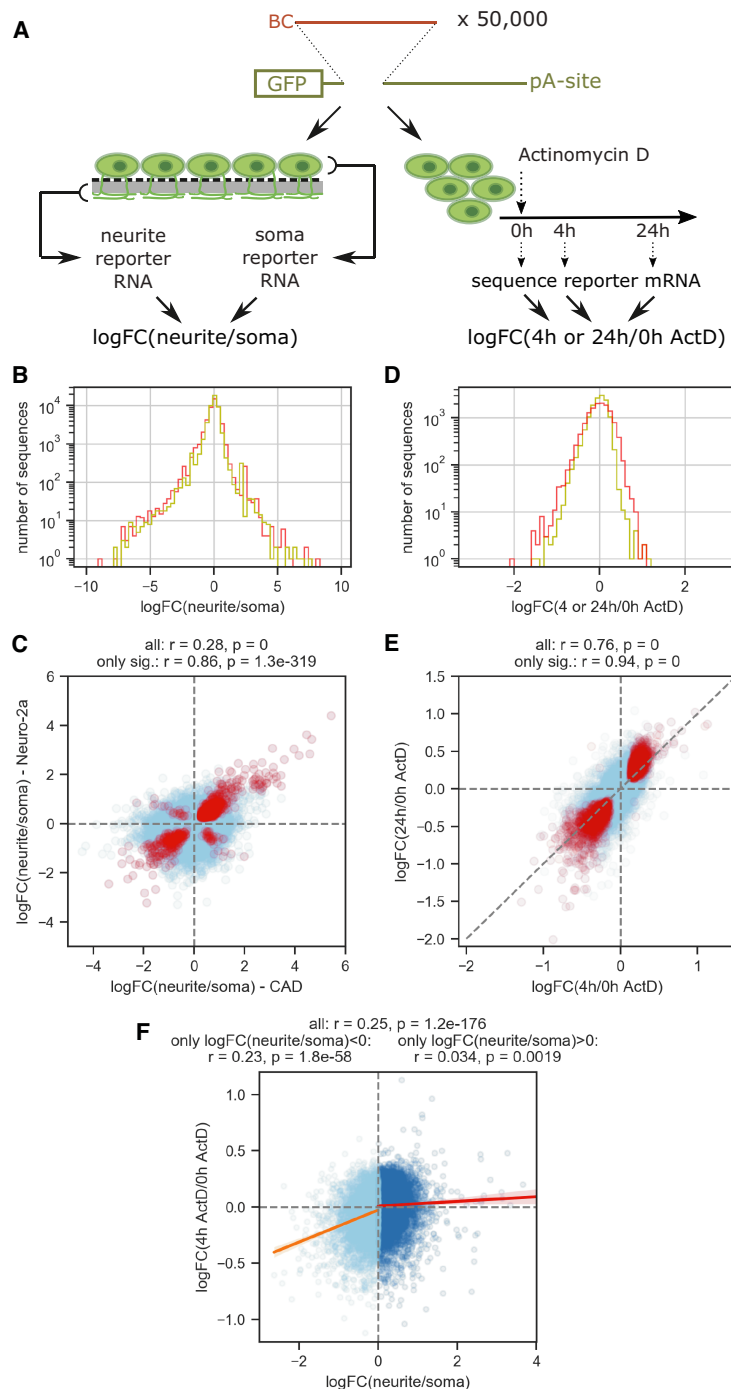 A
BC
x 50,000
GFP
pA-site
Actinomycin D
0h 4h 24h
neurite
reporter
RNA
soma
reporter
RNA
sequence reporter mRNA
logFC(neurite/soma)
logFC(4h or 24h/0h ActD)
B
number of sequences
10^4
10^3
10^2
10^1
10^0
−10 −5 0 5 10
logFC(neurite/soma)
D
number of sequences
10^3
10^2
10^1
10^0
−2 0 2
logFC(4 or 24h/0h ActD)
C
all: r = 0.28, p = 0
only sig.: r = 0.86, p = 1.3e-319
logFC(neurite/soma) - Neuro-2a
6
4
2
0
−2
−4
−4 −2 0 2 4 6
logFC(neurite/soma) - CAD
E
all: r = 0.76, p = 0
only sig.: r = 0.94, p = 0
logFC(24h/0h ActD)
1.5
1.0
0.5
0.0
−0.5
−1.0
−1.5
−2.0
−2 −1 0 1
logFC(4h/0h ActD)
F
all: r = 0.25, p = 1.2e-176
only logFC(neurite/soma)<0:
r = 0.23, p = 1.8e-58
only logFC(neurite/soma)>0:
r = 0.034, p = 0.0019
logFC(4h ActD/0h ActD)
1.0
0.5
0.0
−0.5
−1.0
−2 0 2 4
logFC(neurite/soma)